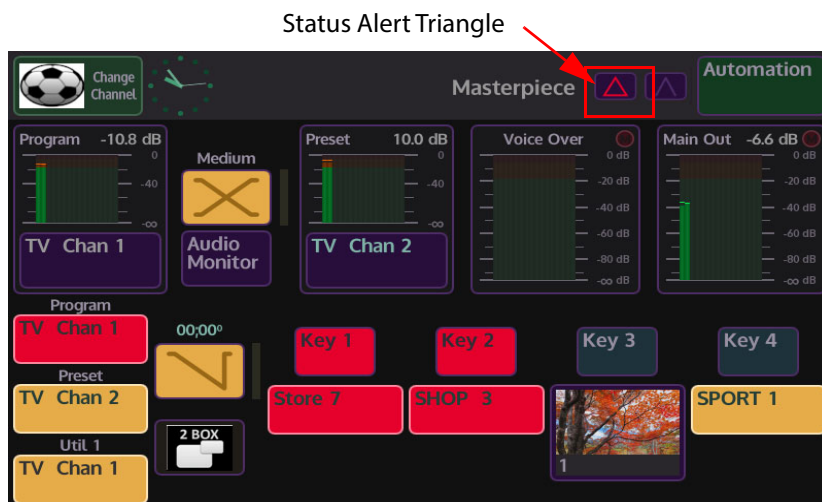 Status Alert Triangle
Change
Channel
Masterpiece
Automation
Program -10.8 dB
0
-40
-∞
TV Chan 1
Medium
Audio
Monitor
Preset 10.0 dB
0
-40
-∞
TV Chan 2
Voice Over
0 dB
-20 dB
-40 dB
-60 dB
-80 dB
-∞ dB
Main Out -6.6 dB
0 dB
-20 dB
-40 dB
-60 dB
-80 dB
-∞ dB
Program
TV Chan 1
00;00⁰
Key 1
Key 2
Key 3
Key 4
Preset
TV Chan 2
Store 7
SHOP 3
1
SPORT 1
Util 1
TV Chan 1
2 BOX